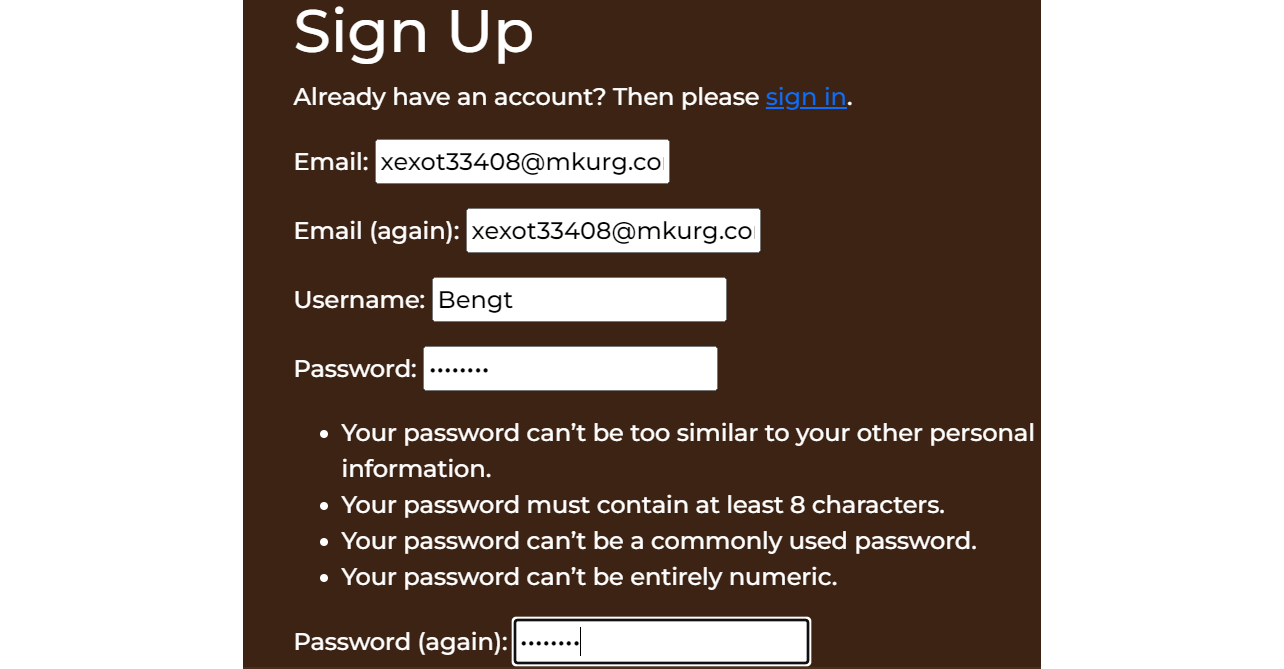 Sign Up
Already have an account? Then please sign in.
Email: xexot33408@mkurg.co
Email (again): xexot33408@mkurg.co
Username: Bengt
Password: ••••••••
• Your password can’t be too similar to your other personal
information.
• Your password must contain at least 8 characters.
• Your password can’t be a commonly used password.
• Your password can’t be entirely numeric.
Password (again): ••••••••